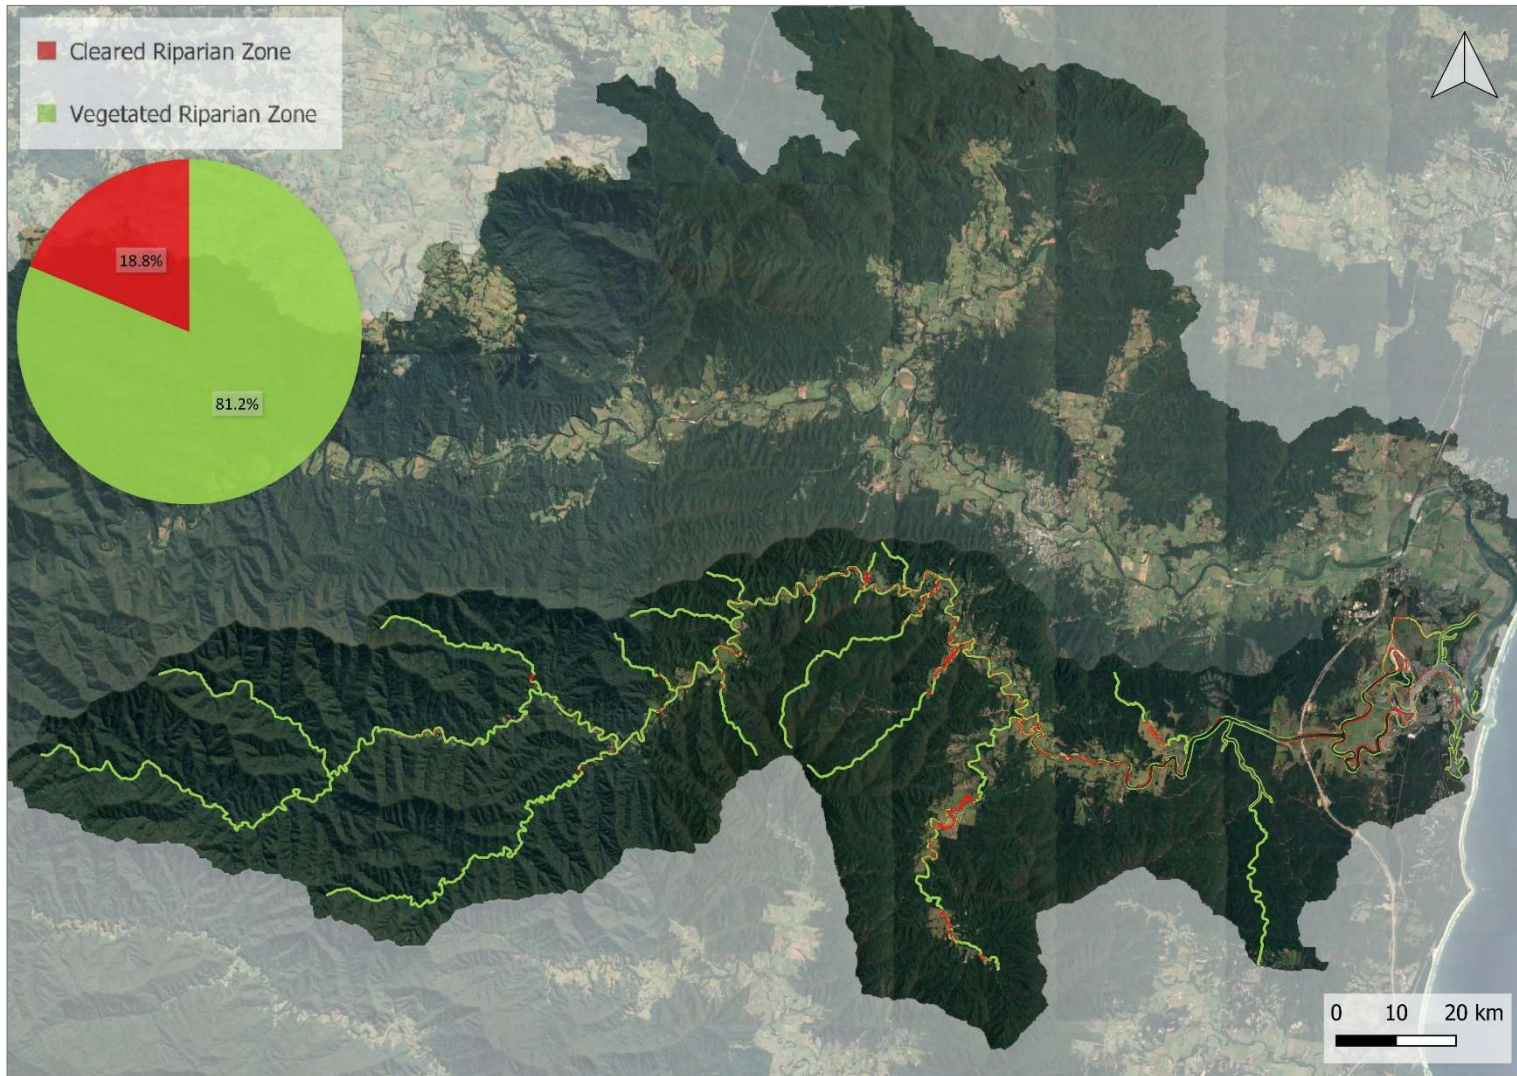 Cleared Riparian Zone
Vegetated Riparian Zone
18.8%
81.2%
0 10 20 km